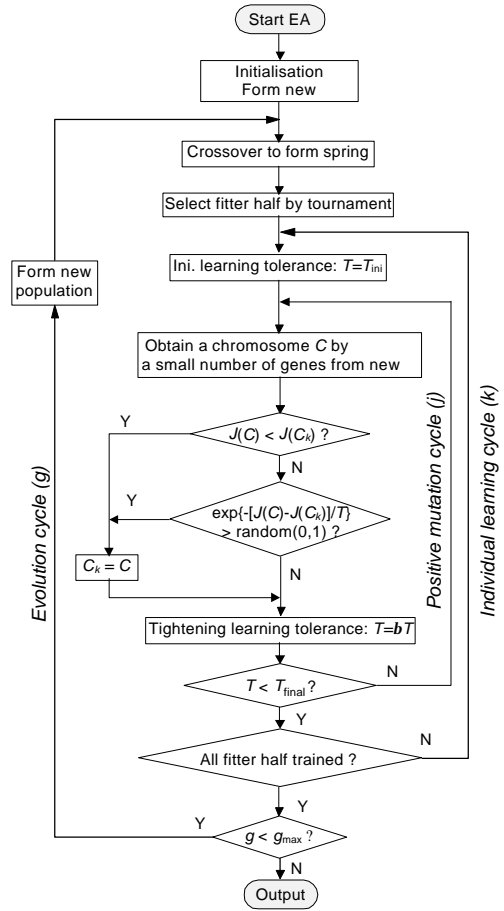 Start EA
Initialisation
Form new
Crossover to form spring
Select fitter half by tournament
Ini. learning tolerance: T=Tini
Form new
population
Obtain a chromosome C by
a small number of genes from new
Y
J(C) < J(Ck) ?
N
Y
exp{-[J(C)-J(Ck)]/T}
> random(0,1) ?
Ck = C
N
Tightening learning tolerance: T=bT
N
T < Tfinal ?
Y
N
All fitter half trained ?
Y
Y
g < gmax ?
N
Output
Evolution cycle (g)
Positive mutation cycle (j)
Individual learning cycle (k)